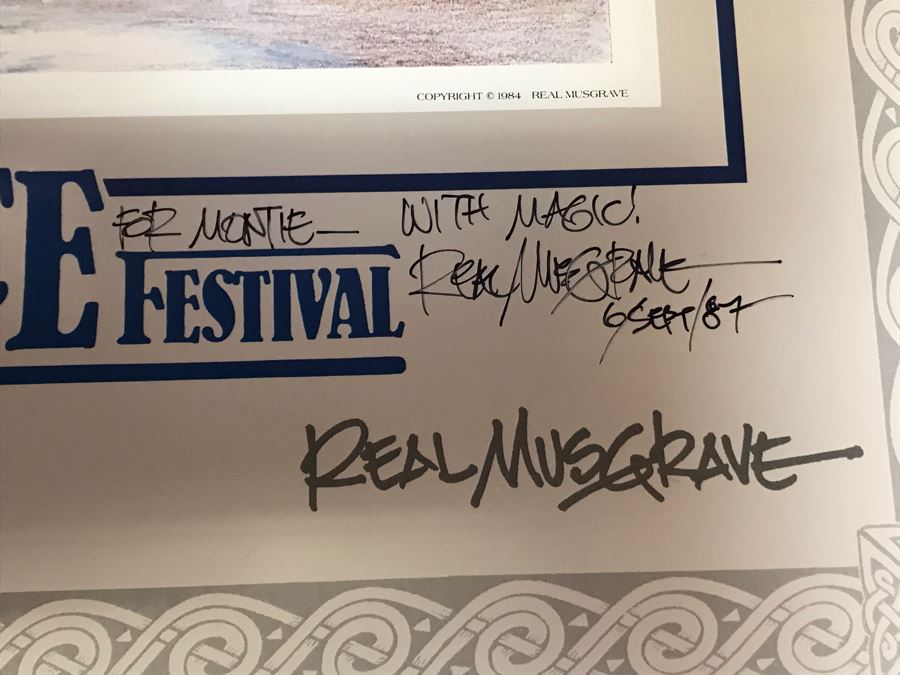 COPYRIGHT © 1984 REAL MUSGRAVE
FOR MONTIE — WITH MAGIC!
E FESTIVAL
REAL MUSGRAVE
6 SEPT/87
REAL MUSGRAVE